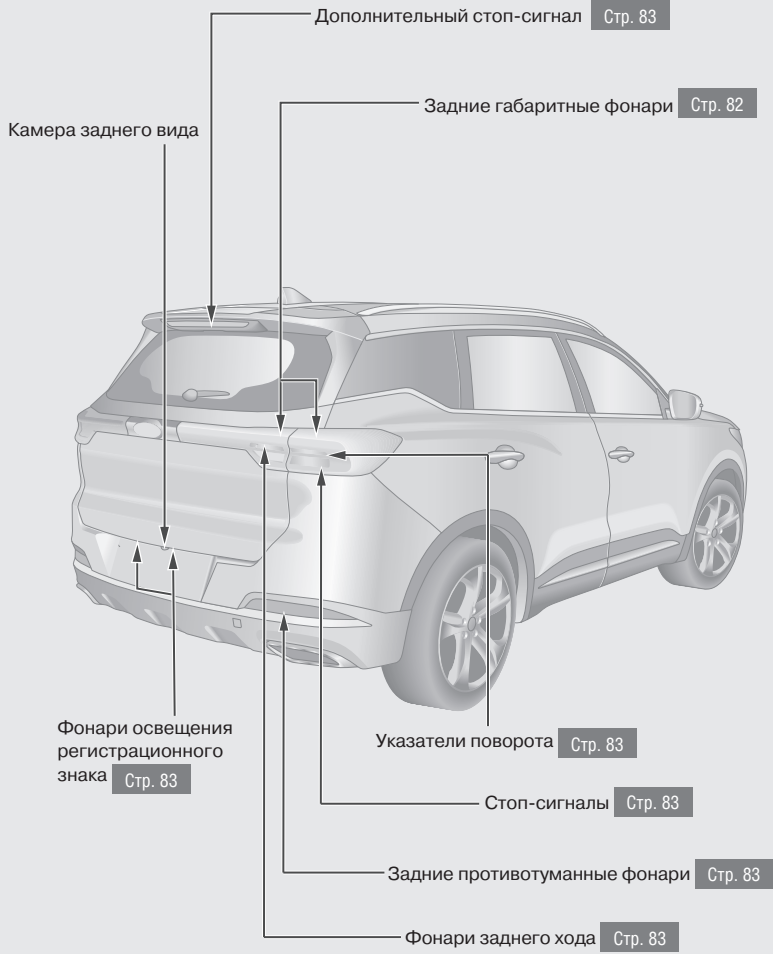 Дополнительный стоп-сигнал Стр. 83
Задние габаритные фонари Стр. 82
Камера заднего вида
Фонари освещения
регистрационного
знака Стр. 83
Указатели поворота Стр. 83
Стоп-сигналы Стр. 83
Задние противотуманные фонари Стр. 83
Фонари заднего хода Стр. 83